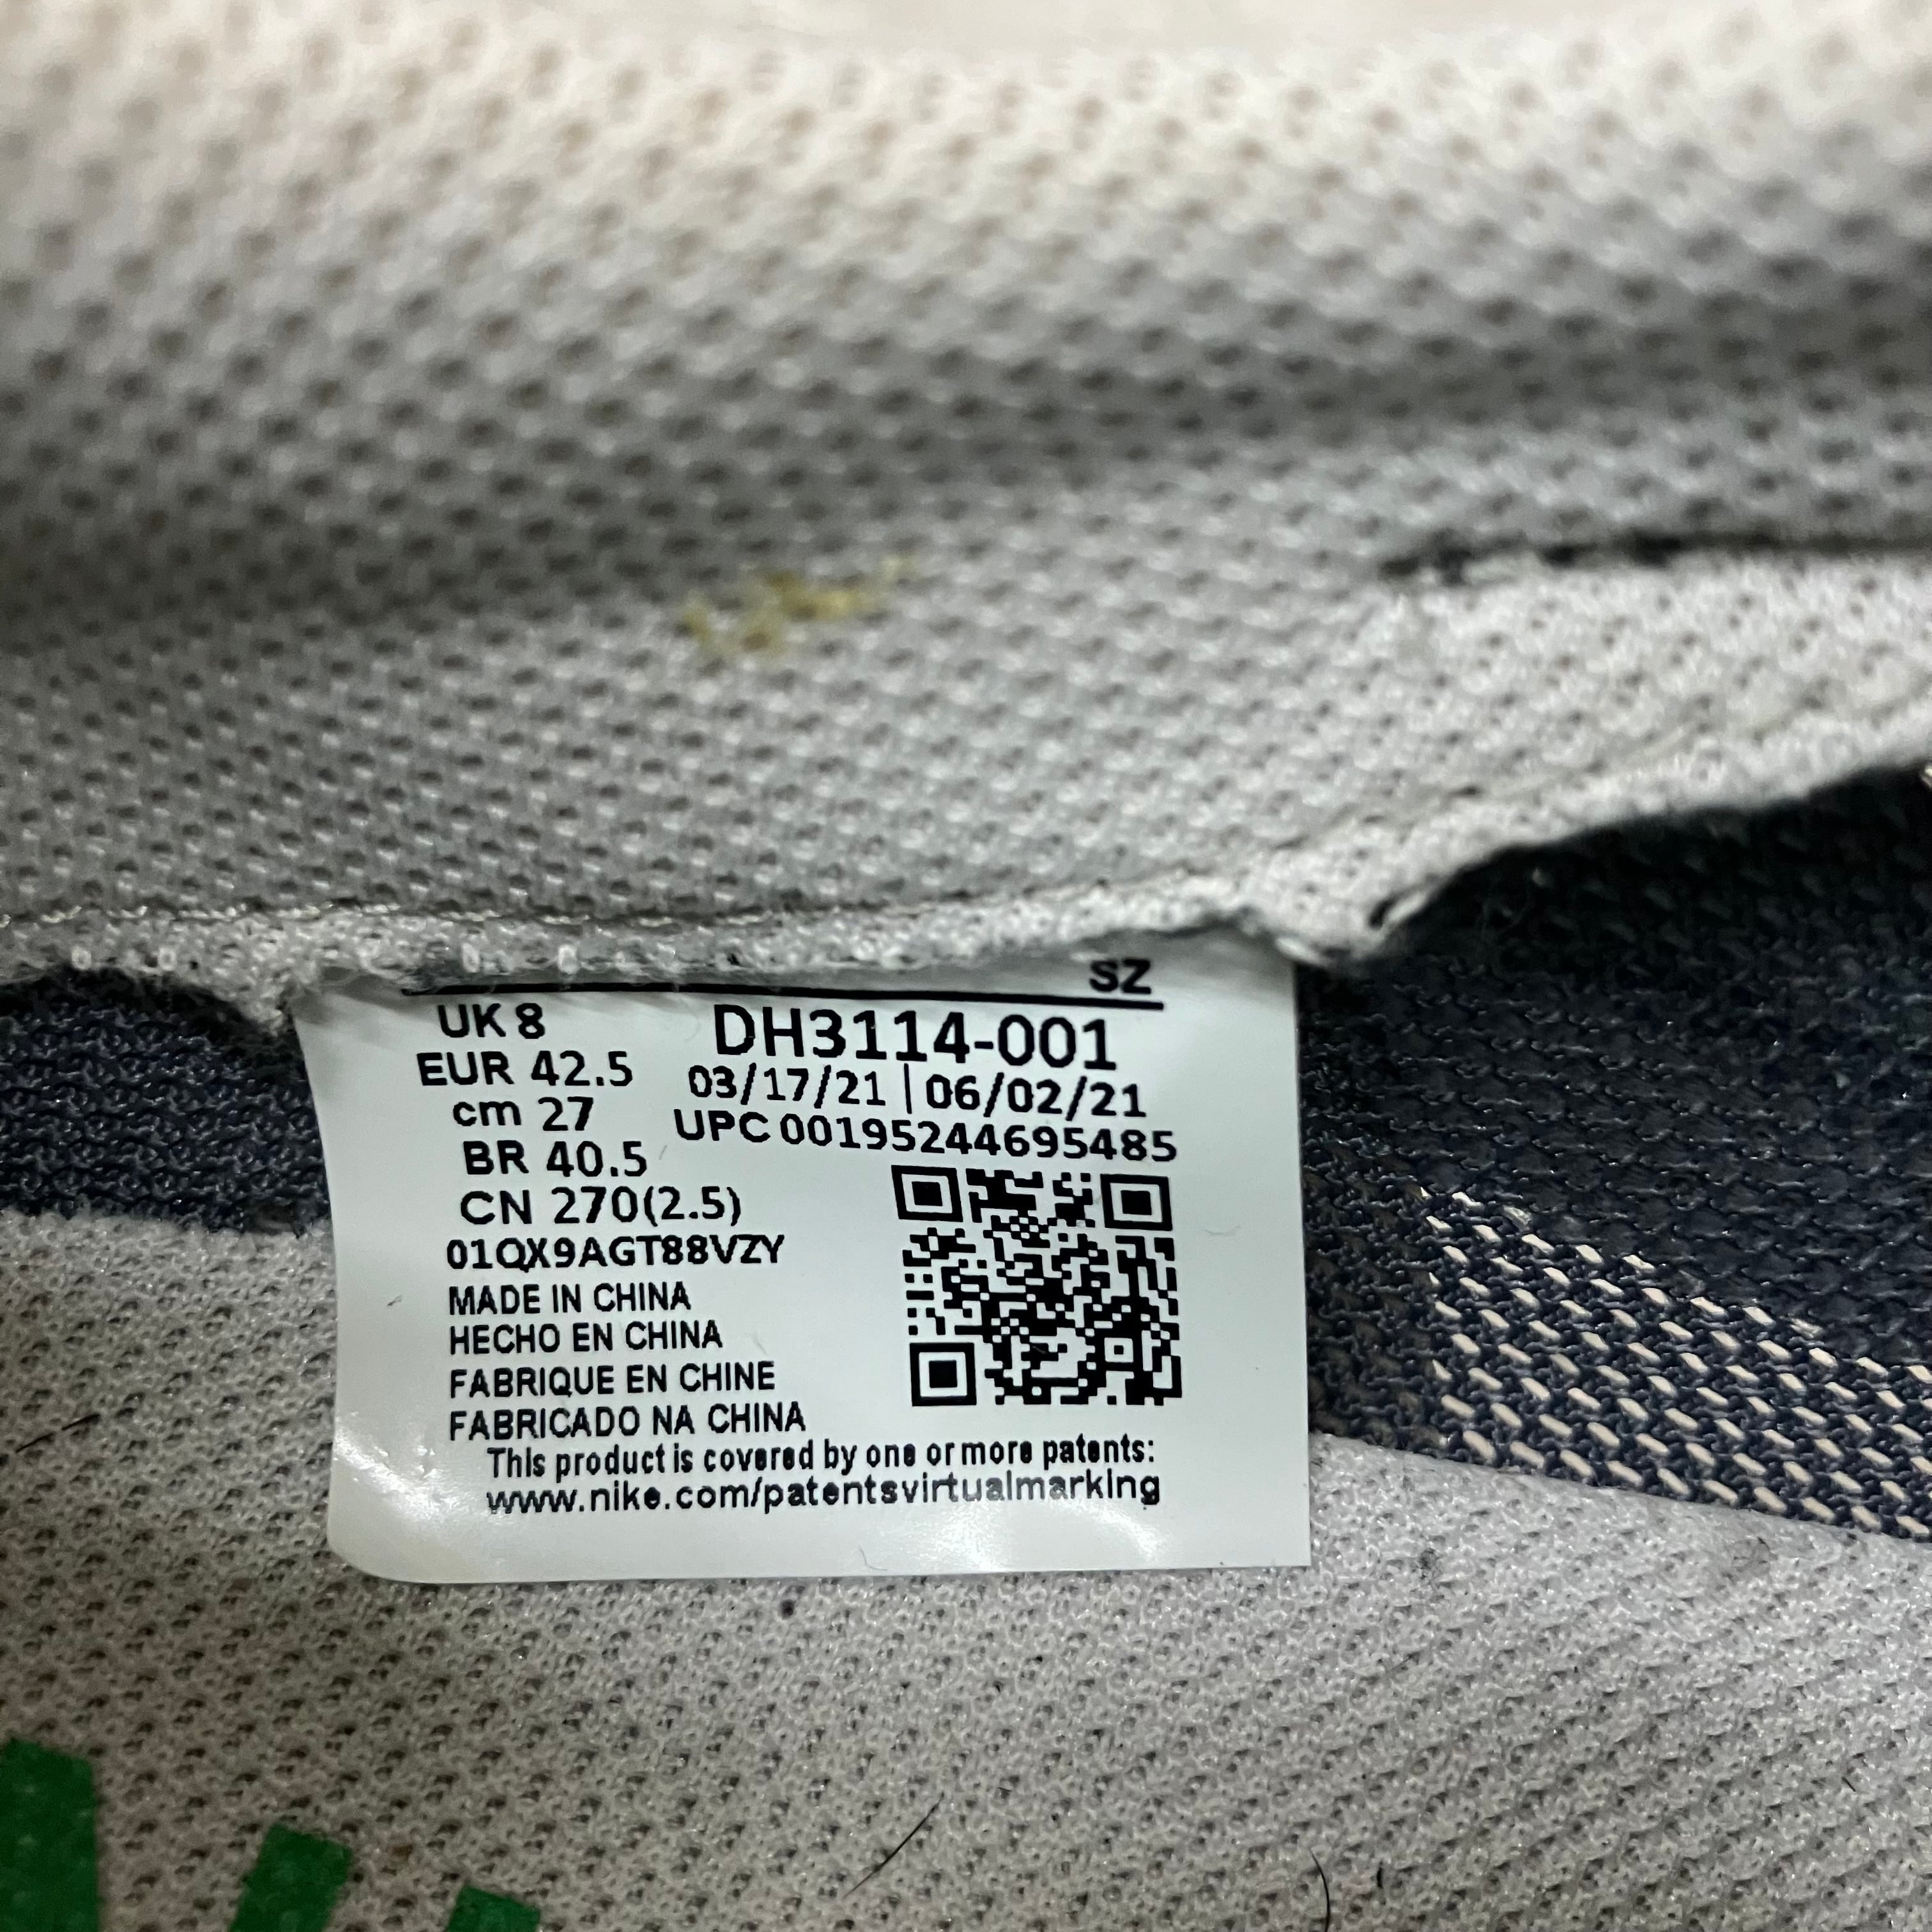 SZ
UK 8
DH3114-001
EUR 42.5
03/17/21 | 06/02/21
cm 27
UPC 00195244695485
BR 40.5
CN 270(2.5)
01QX9AGT88VZY
MADE IN CHINA
HECHO EN CHINA
FABRIQUE EN CHINE
FABRICADO NA CHINA
This product is covered by one or more patents:
www.nike.com/patentsvirtualmarking